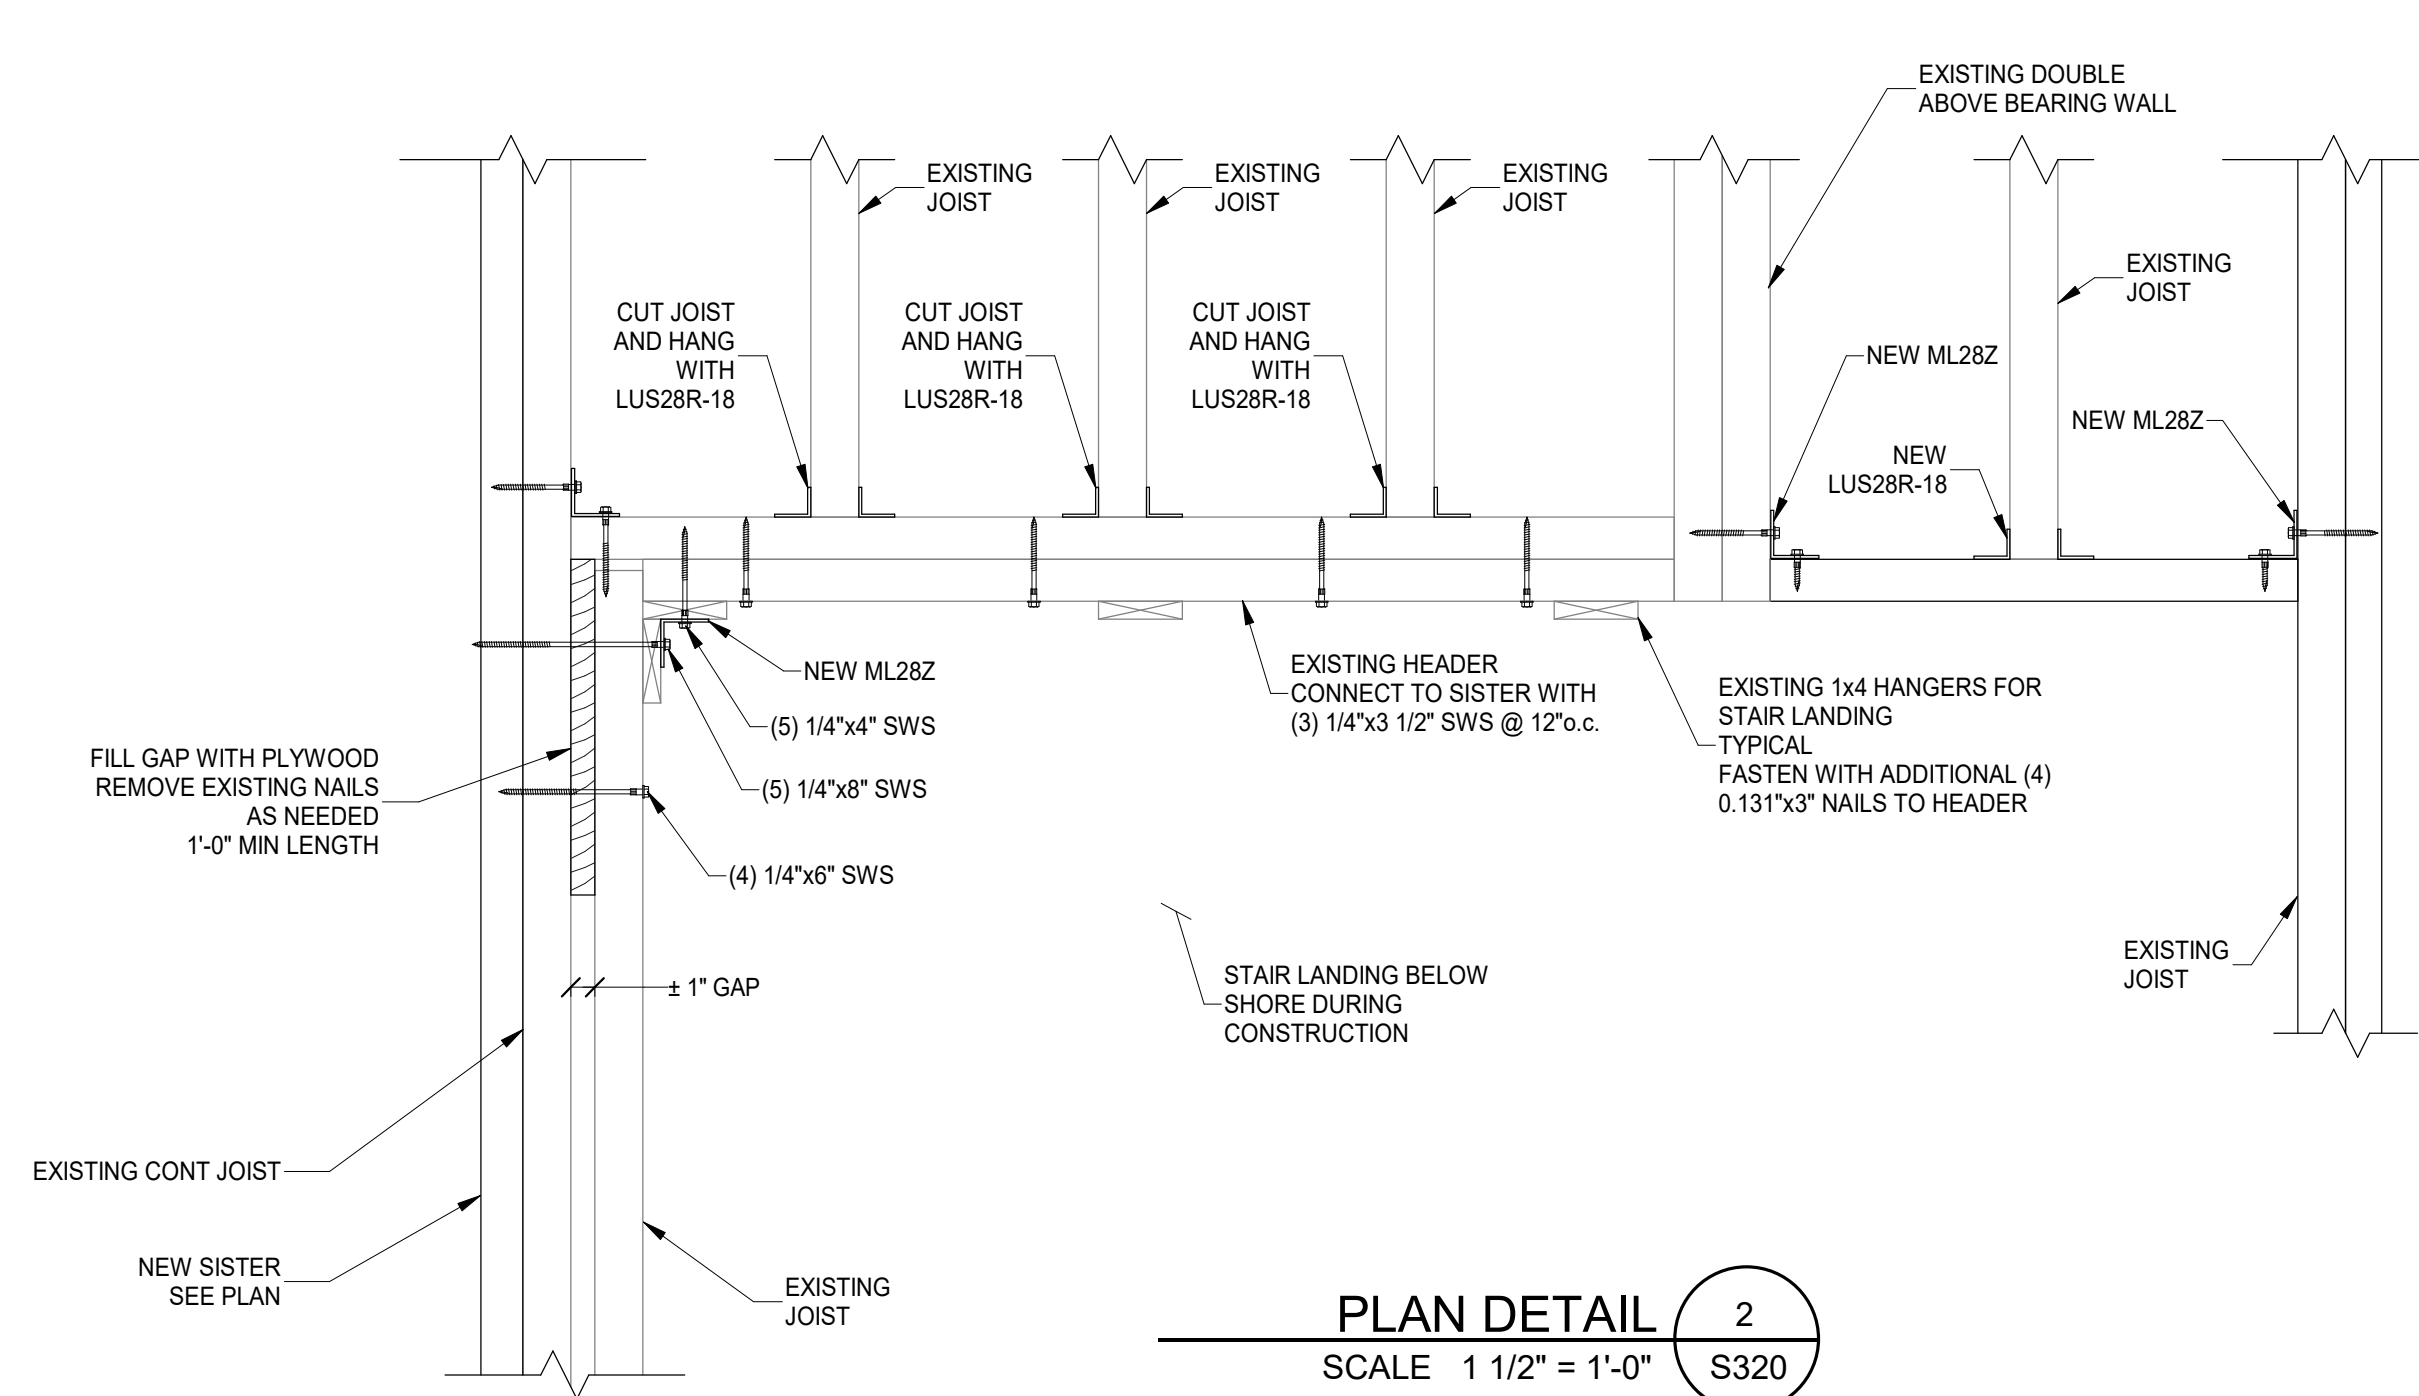 EXISTING DOUBLE
ABOVE BEARING WALL
EXISTING
JOIST
EXISTING
JOIST
EXISTING
JOIST
EXISTING
JOIST
CUT JOIST
AND HANG
WITH
LUS28R-18
CUT JOIST
AND HANG
WITH
LUS28R-18
CUT JOIST
AND HANG
WITH
LUS28R-18
NEW ML28Z
NEW ML28Z
NEW
LUS28R-18
NEW ML28Z
(5) 1/4"x4" SWS
(5) 1/4"x8" SWS
(4) 1/4"x6" SWS
EXISTING HEADER
CONNECT TO SISTER WITH
(3) 1/4"x3 1/2" SWS @ 12"o.c.
EXISTING 1x4 HANGERS FOR
STAIR LANDING
TYPICAL
FASTEN WITH ADDITIONAL (4)
0.131"x3" NAILS TO HEADER
FILL GAP WITH PLYWOOD
REMOVE EXISTING NAILS
AS NEEDED
1'-0" MIN LENGTH
± 1" GAP
STAIR LANDING BELOW
SHORE DURING
CONSTRUCTION
EXISTING
JOIST
EXISTING CONT JOIST
NEW SISTER
SEE PLAN
EXISTING
JOIST
PLAN DETAIL
2
SCALE 1 1/2" = 1'-0"
S320